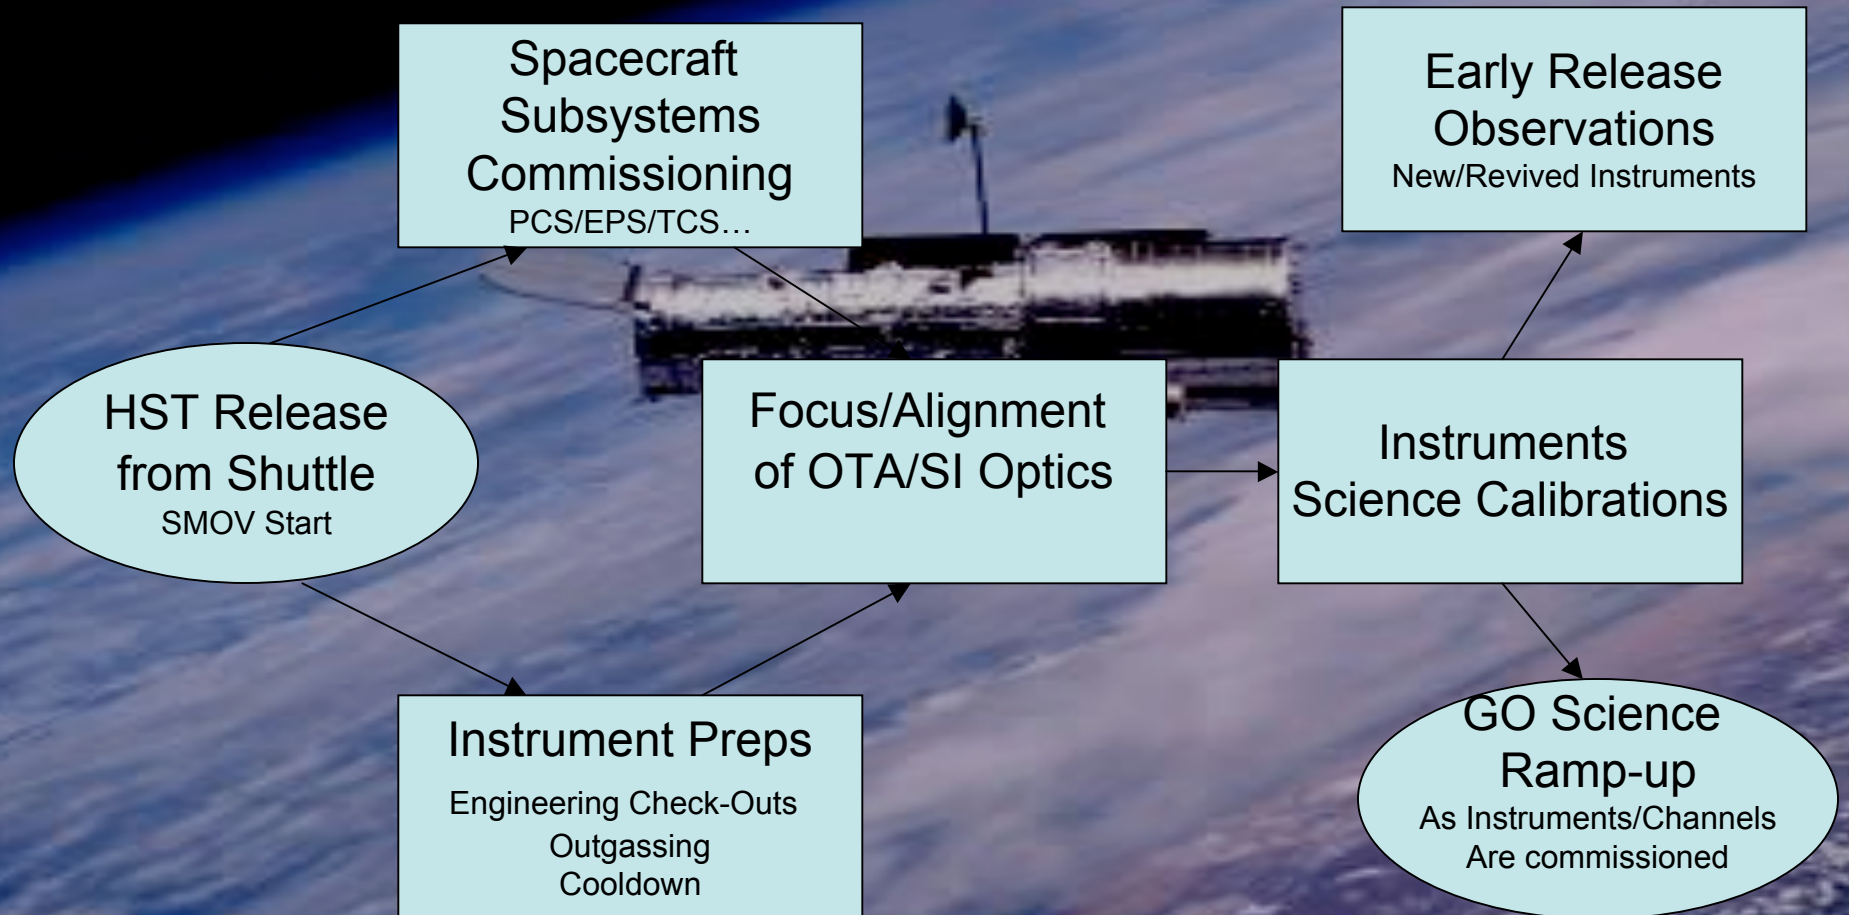 Spacecraft
Subsystems
Commissioning
PCS/EPS/TCS…
Early Release
Observations
New/Revived Instruments
HST Release
from Shuttle
SMOV Start
Focus/Alignment
of OTA/SI Optics
Instruments
Science Calibrations
Instrument Preps
Engineering Check-Outs
Outgassing
Cooldown
GO Science
Ramp-up
As Instruments/Channels
Are commissioned